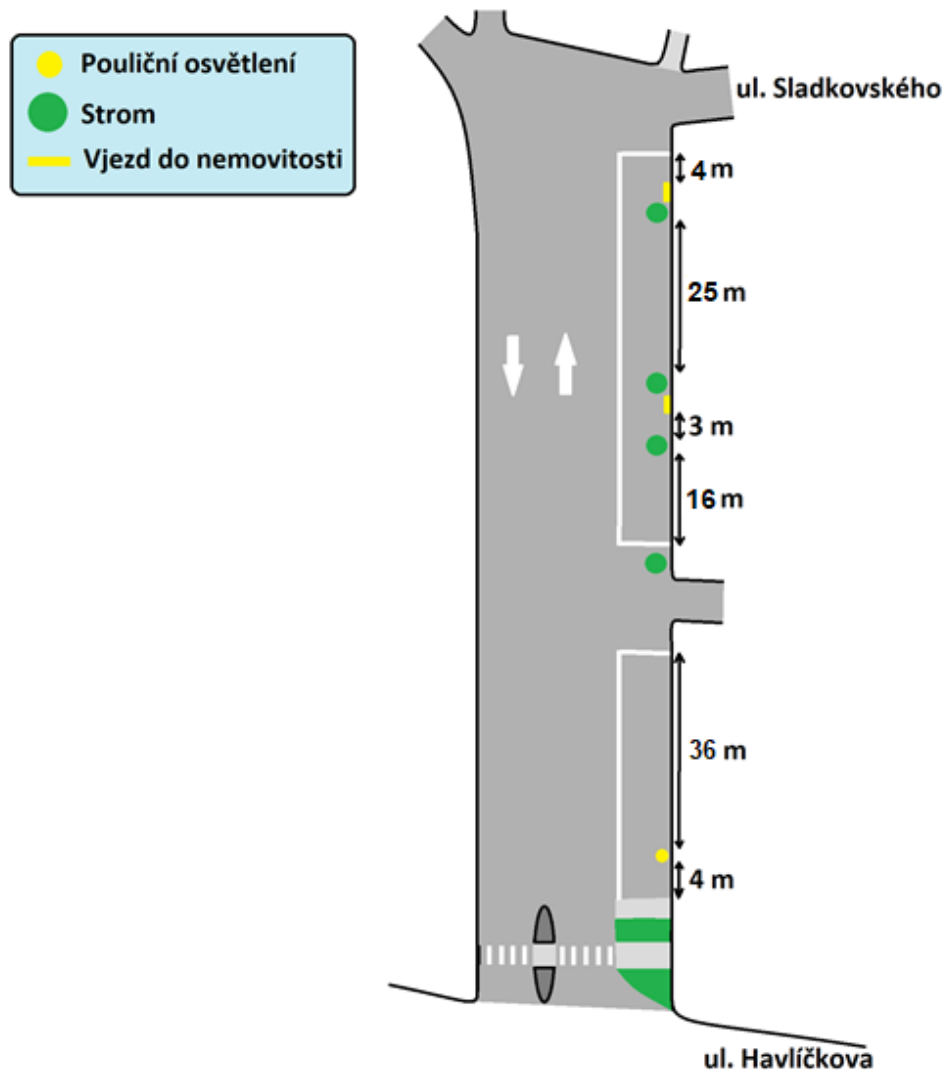 Pouliční osvětlení
Strom
Vjezd do nemovitosti
ul. Sladkovského
4 m
25 m
3 m
16 m
36 m
4 m
ul. Havlíčkova